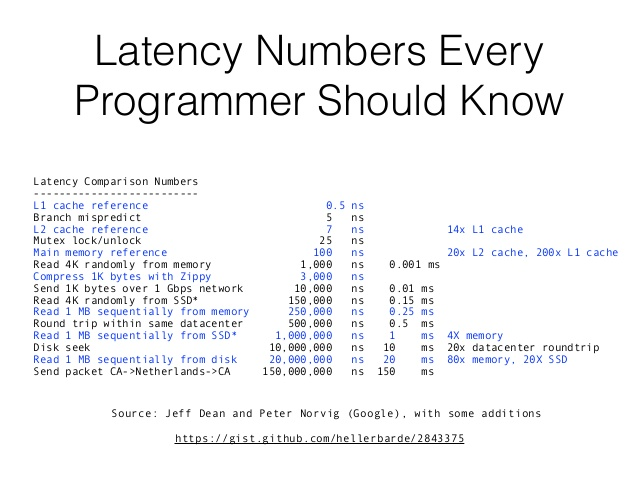 Latency Numbers Every
Programmer Should Know
Latency Comparison Numbers
--------------------------
L1 cache reference 0.5 ns
Branch mispredict 5 ns
L2 cache reference 7 ns 14x L1 cache
Mutex lock/unlock 25 ns
Main memory reference 100 ns 20x L2 cache, 200x L1 cache
Read 4K randomly from memory 1,000 ns 0.001 ms
Compress 1K bytes with Zippy 3,000 ns
Send 1K bytes over 1 Gbps network 10,000 ns 0.01 ms
Read 4K randomly from SSD* 150,000 ns 0.15 ms
Read 1 MB sequentially from memory 250,000 ns 0.25 ms
Round trip within same datacenter 500,000 ns 0.5 ms
Read 1 MB sequentially from SSD* 1,000,000 ns 1 ms 4X memory
Disk seek 10,000,000 ns 10 ms 20x datacenter roundtrip
Read 1 MB sequentially from disk 20,000,000 ns 20 ms 80x memory, 20X SSD
Send packet CA->Netherlands->CA 150,000,000 ns 150 ms
Source: Jeff Dean and Peter Norvig (Google), with some additions
https://gist.github.com/hellerbarde/2843375